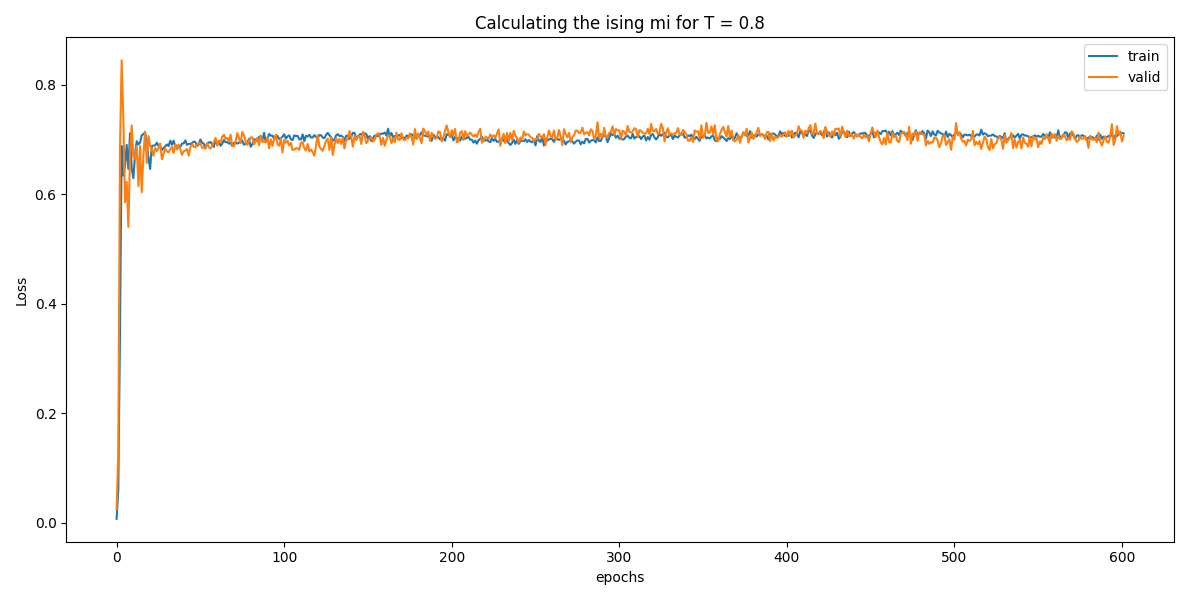 Calculating the ising mi for T = 0.8
train
valid
Loss
0.8
0.6
0.4
0.2
0.0
0 100 200 300 400 500 600
epochs